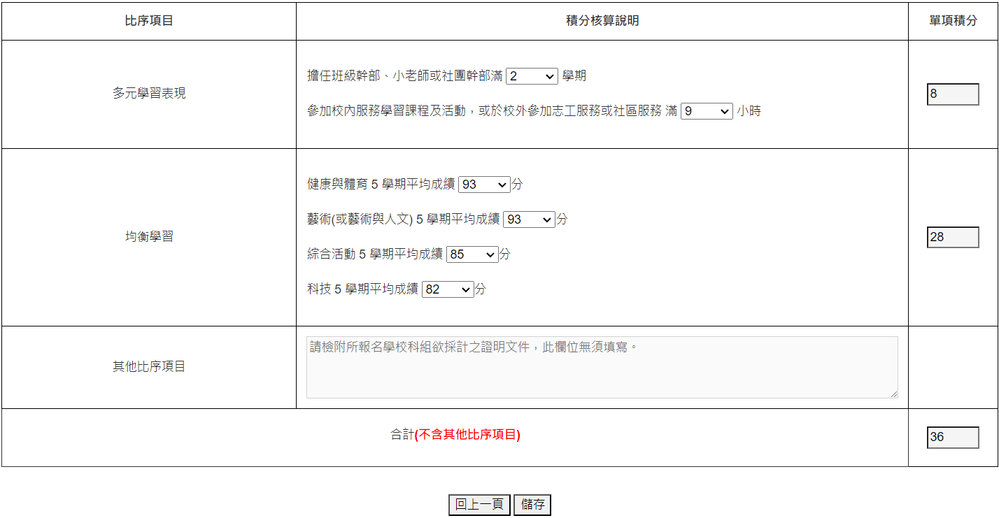 比序項目 積分核算說明 單項積分
多元學習表現
擔任班級幹部、小老師或社團幹部滿 2 學期
參加校內服務學習課程及活動，或於校外參加志工服務或社區服務 滿 9 小時
8
均衡學習
健康與體育 5 學期平均成績 93 分
藝術(或藝術與人文) 5 學期平均成績 93 分
綜合活動 5 學期平均成績 85 分
科技 5 學期平均成績 82 分
28
其他比序項目
請檢附所報名學校科組欲採計之證明文件，此欄位無須填寫。
合計(不含其他比序項目) 36
回上一頁 儲存